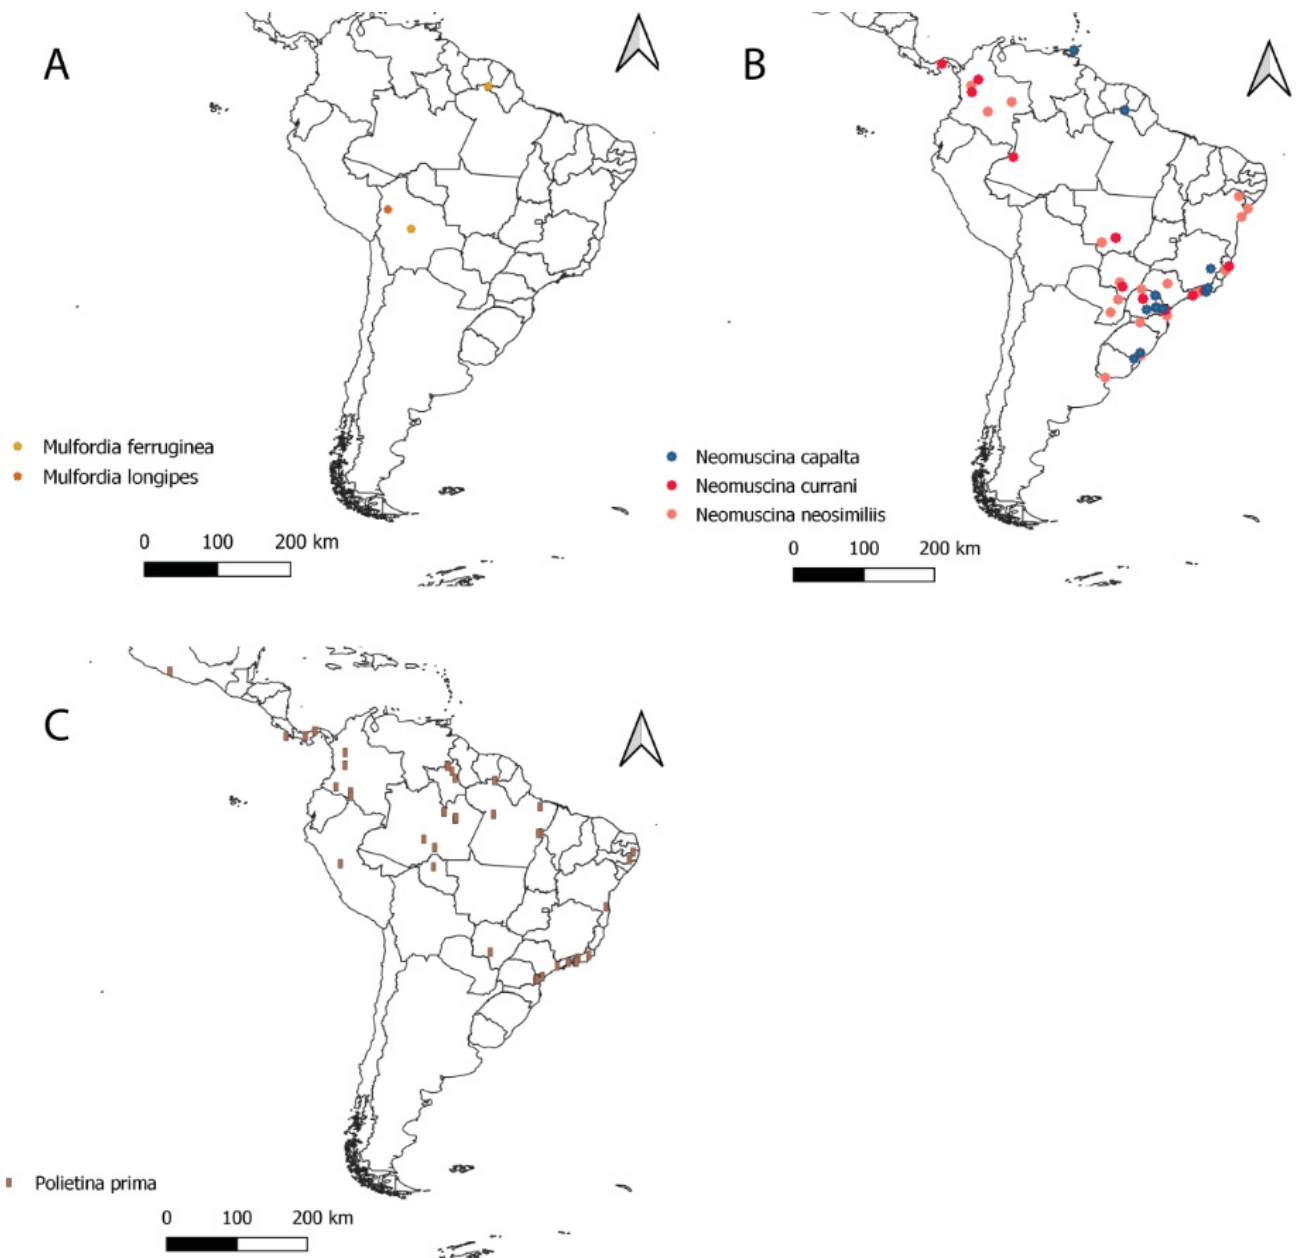 A
B
Mulfordia ferruginea
Mulfordia longipes
0 100 200 km
Neomuscina capalta
Neomuscina currani
Neomuscina neosimiliis
0 100 200 km
C
Polietina prima
0 100 200 km